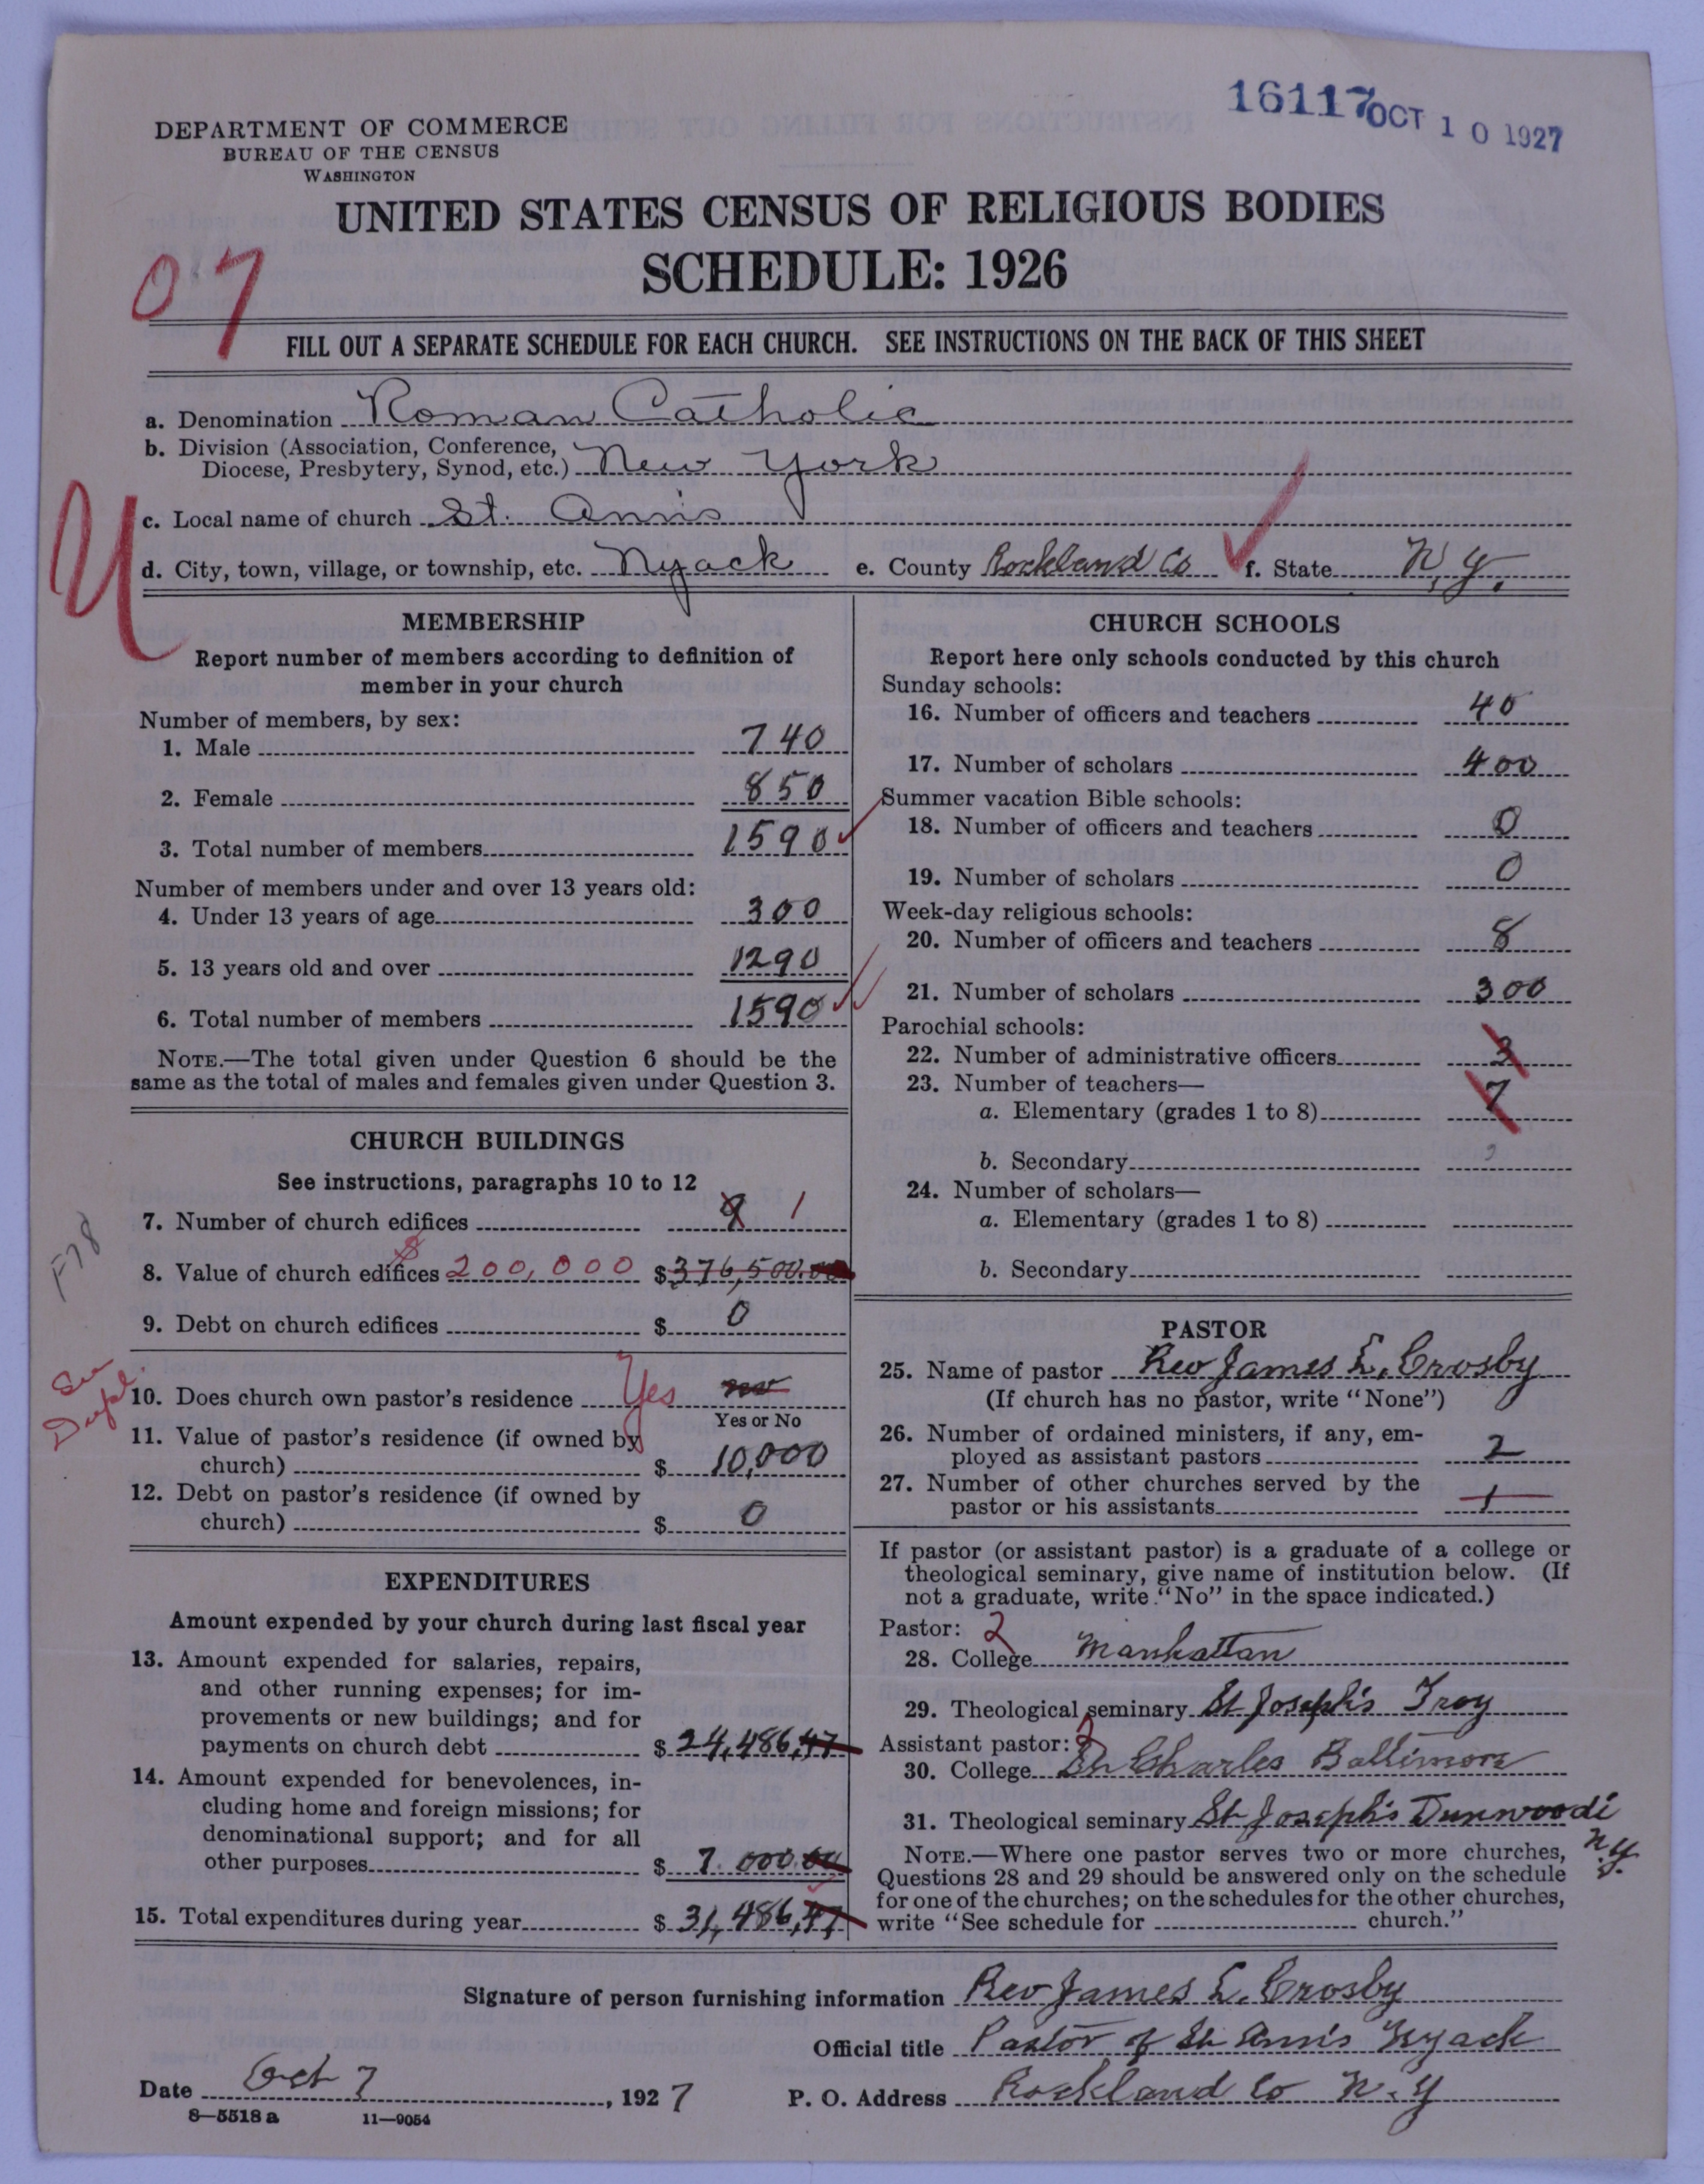 16117 OCT 10 1927
DEPARTMENT OF COMMERCE
BUREAU OF THE CENSUS
WASHINGTON
UNITED STATES CENSUS OF RELIGIOUS BODIES
SCHEDULE: 1926
07
FILL OUT A SEPARATE SCHEDULE FOR EACH CHURCH. SEE INSTRUCTIONS ON THE BACK OF THIS SHEET
a. Denomination Roman Catholic
b. Division (Association, Conference,
Diocese, Presbytery, Synod, etc.) New York
U
c. Local name of church St. Ann's
d. City, town, village, or township, etc. Nyack e. County Rockland Co f. State N.Y.
MEMBERSHIP
Report number of members according to definition of
member in your church
Number of members, by sex:
1. Male 740
2. Female 850
3. Total number of members 1590
Number of members under and over 13 years old:
4. Under 13 years of age 300
5. 13 years old and over 1290
6. Total number of members 1590
NOTE.—The total given under Question 6 should be the
same as the total of males and females given under Question 3.
CHURCH BUILDINGS
See instructions, paragraphs 10 to 12
7. Number of church edifices 1
8. Value of church edifices $ 200,000 $ 376,500.00
9. Debt on church edifices $ 0
F78
See
10. Does church own pastor's residence Yes no
Yes or No
11. Value of pastor's residence (if owned by
church) $ 10,000
12. Debt on pastor's residence (if owned by
church) $ 0
EXPENDITURES
Amount expended by your church during last fiscal year
13. Amount expended for salaries, repairs,
and other running expenses; for im-
provements or new buildings; and for
payments on church debt $ 24,486,47
14. Amount expended for benevolences, in-
cluding home and foreign missions; for
denominational support; and for all
other purposes $ 7.000.00
15. Total expenditures during year $ 31,486,47
CHURCH SCHOOLS
Report here only schools conducted by this church
Sunday schools:
16. Number of officers and teachers 40
17. Number of scholars 400
Summer vacation Bible schools:
18. Number of officers and teachers 0
19. Number of scholars 0
Week-day religious schools:
20. Number of officers and teachers 8
21. Number of scholars 300
Parochial schools:
22. Number of administrative officers 3
23. Number of teachers—
a. Elementary (grades 1 to 8) 7
b. Secondary
24. Number of scholars—
a. Elementary (grades 1 to 8)
b. Secondary
PASTOR
25. Name of pastor Rev James L. Crosby
(If church has no pastor, write "None")
26. Number of ordained ministers, if any, em-
ployed as assistant pastors 2
27. Number of other churches served by the
pastor or his assistants 1
If pastor (or assistant pastor) is a graduate of a college or
theological seminary, give name of institution below. (If
not a graduate, write "No" in the space indicated.)
Pastor: 2
28. College Manhattan
29. Theological seminary St Joseph's Troy
Assistant pastor: 2
30. College St Charles Baltimore
31. Theological seminary St Joseph's Dunwoodi
N.Y.
NOTE.—Where one pastor serves two or more churches,
Questions 28 and 29 should be answered only on the schedule
for one of the churches; on the schedules for the other churches,
write "See schedule for church."
Signature of person furnishing information Rev James L. Crosby
Official title Pastor of St Ann's Nyack
Date Oct 7, 1927 P. O. Address Rockland Co N.Y
8—5518 a 11—9054